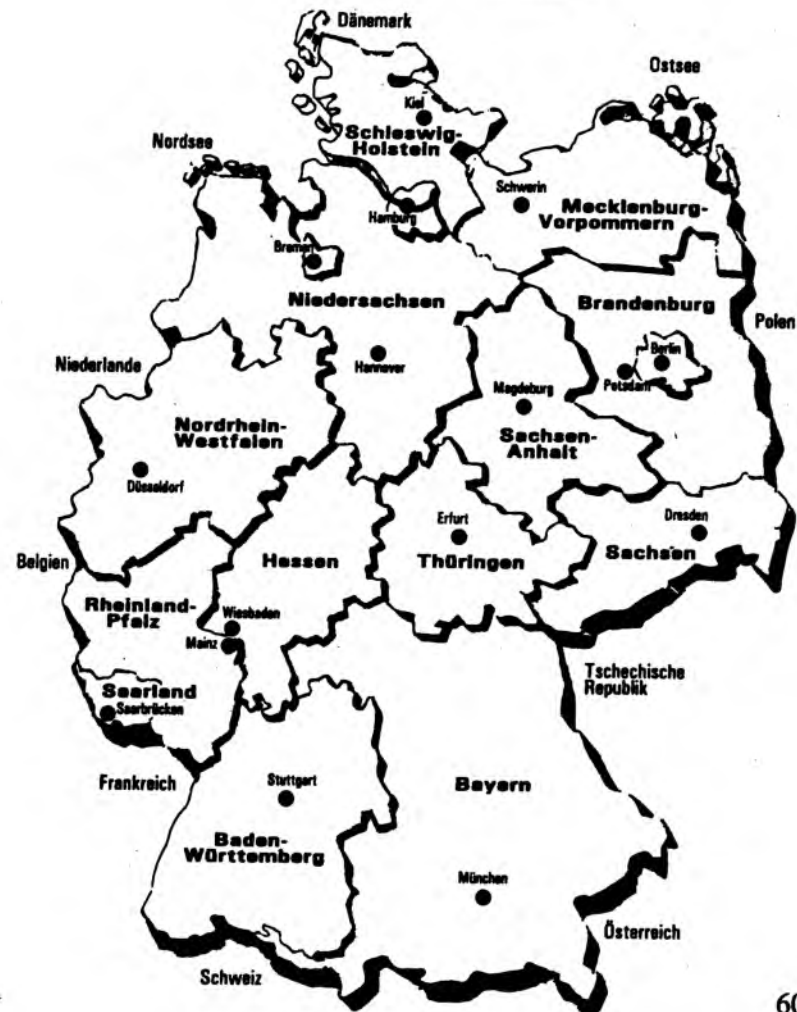 Dänemark
Ostsee
Kiel
Schleswig-
Holstein
Nordsee
Schwerin
Mecklenburg-
Vorpommern
Hamburg
Bremen
Niedersachsen
Brandenburg
Polen
Niederlande
Hannover
Berlin
Potsdam
Magdeburg
Nordrhein-
Westfalen
Sachsen-
Anhalt
Düsseldorf
Erfurt
Dresden
Belgien
Hessen
Thüringen
Sachsen
Rheinland-
Pfalz
Wiesbaden
Mainz
Tschechische
Republik
Saarland
Saarbrücken
Frankreich
Stuttgart
Bayern
Baden-
Württemberg
München
Österreich
Schweiz
60